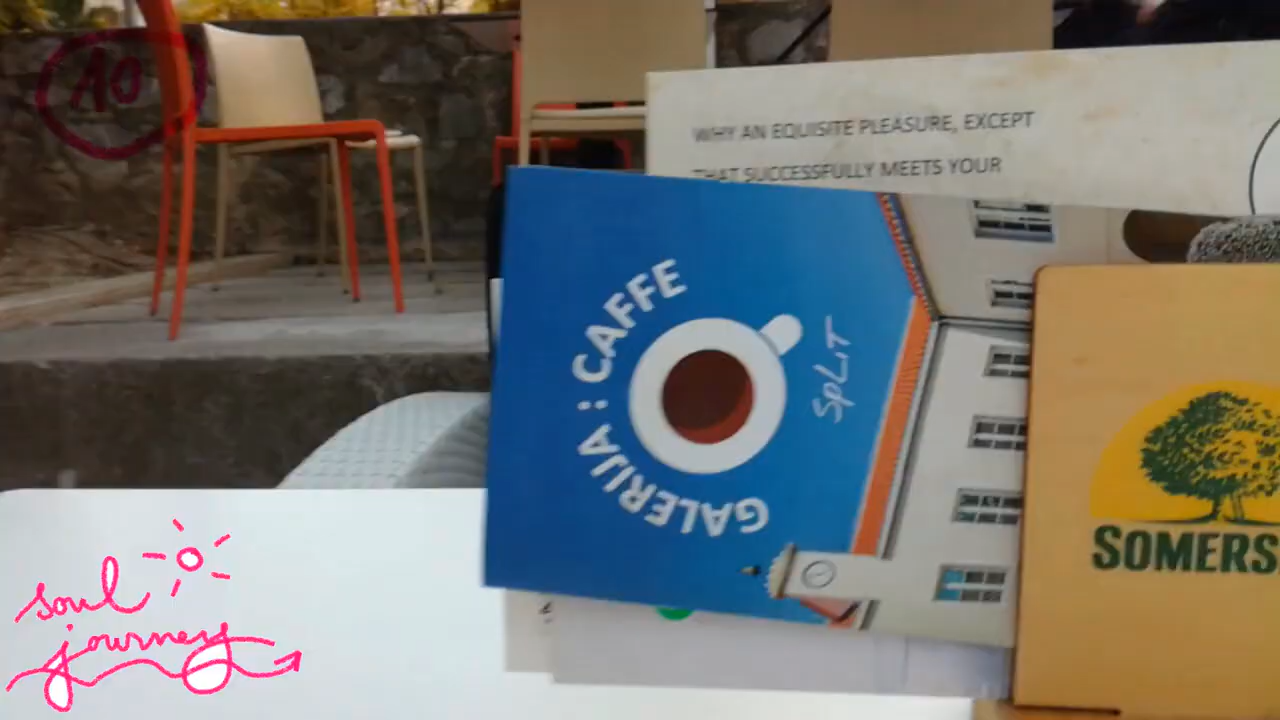 10
WHY AN EQUISITE PLEASURE, EXCEPT
THAT SUCCESSFULLY MEETS YOUR
GALERIJA : CAFFE
SPLIT
SOMERS
soul
journey